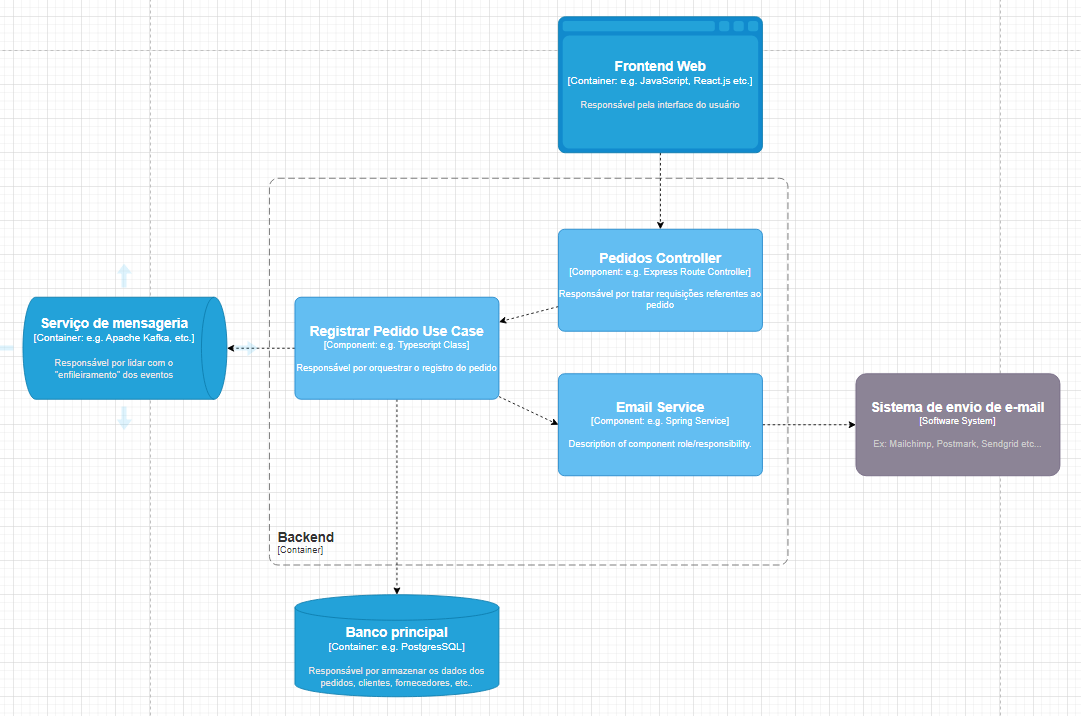 Frontend Web
[Container: e.g. JavaScript, React.js etc.]
Responsável pela interface do usuário
Pedidos Controller
[Component: e.g. Express Route Controller]
Responsável por tratar requisições referentes ao
pedido
Serviço de mensageria
[Container: e.g. Apache Kafka, etc.]
Responsável por lidar com o
"enfileiramento" dos eventos
Registrar Pedido Use Case
[Component: e.g. Typescript Class]
Responsável por orquestrar o registro do pedido
Email Service
[Component: e.g. Spring Service]
Description of component role/responsibility.
Sistema de envio de e-mail
[Software System]
Ex: Mailchimp, Postmark, Sendgrid etc...
Backend
[Container]
Banco principal
[Container: e.g. PostgresSQL]
Responsável por armazenar os dados dos
pedidos, clientes, fornecedores, etc..